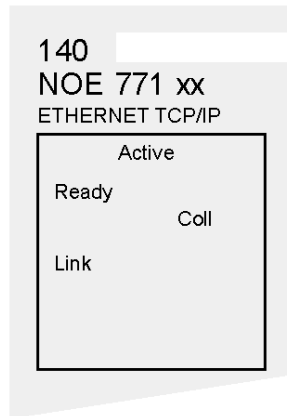 140
NOE 771 xx
ETHERNET TCP/IP
Active
Ready
Coll
Link